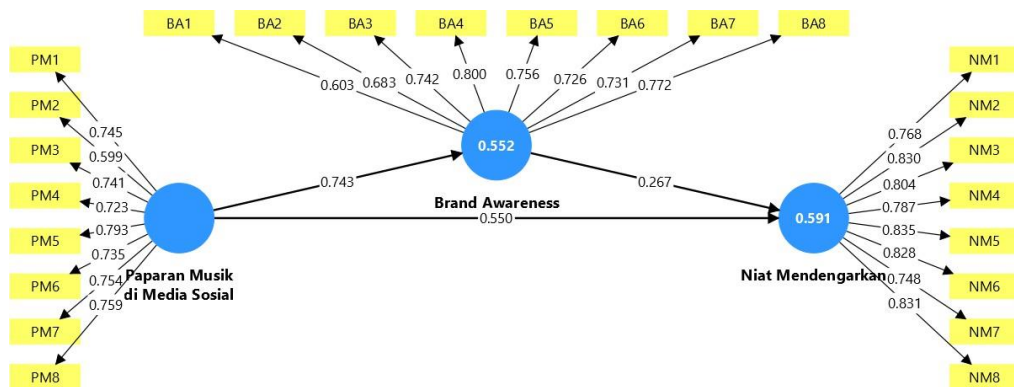 BA1 BA2 BA3 BA4 BA5 BA6 BA7 BA8
0.603 0.683 0.742 0.800 0.756 0.726 0.731 0.772
PM1
PM2
PM3
PM4
PM5
PM6
PM7
PM8
0.745
0.599
0.741
0.723
0.793
0.735
0.754
0.759
Paparan Musik
di Media Sosial
0.743
0.552
Brand Awareness
0.550
0.267
0.591
Niat Mendengarkan
0.768
0.830
0.804
0.787
0.835
0.828
0.748
0.831
NM1
NM2
NM3
NM4
NM5
NM6
NM7
NM8